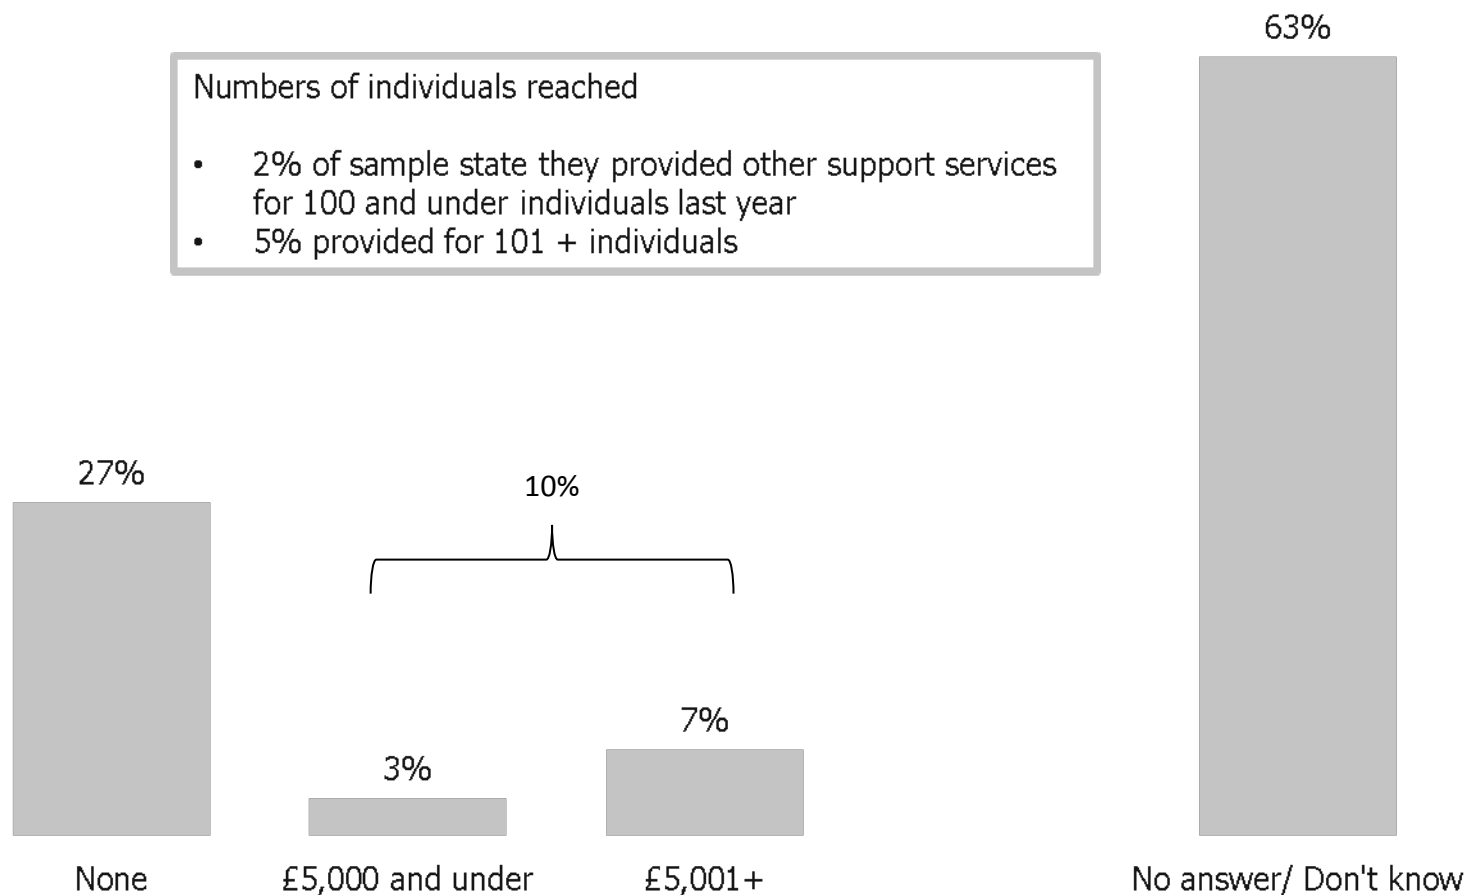 63%
Numbers of individuals reached
• 2% of sample state they provided other support services
for 100 and under individuals last year
• 5% provided for 101 + individuals
27%
10%
7%
3%
None
£5,000 and under
£5,001+
No answer/ Don't know